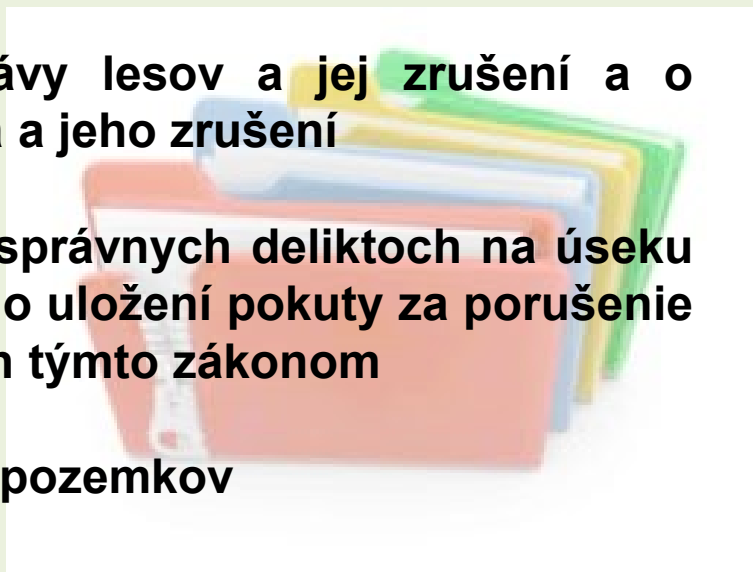 ávy lesov a jej zrušení a o
a jeho zrušení
správnych deliktoch na úseku
o uložení pokuty za porušenie
týmto zákonom
pozemkov